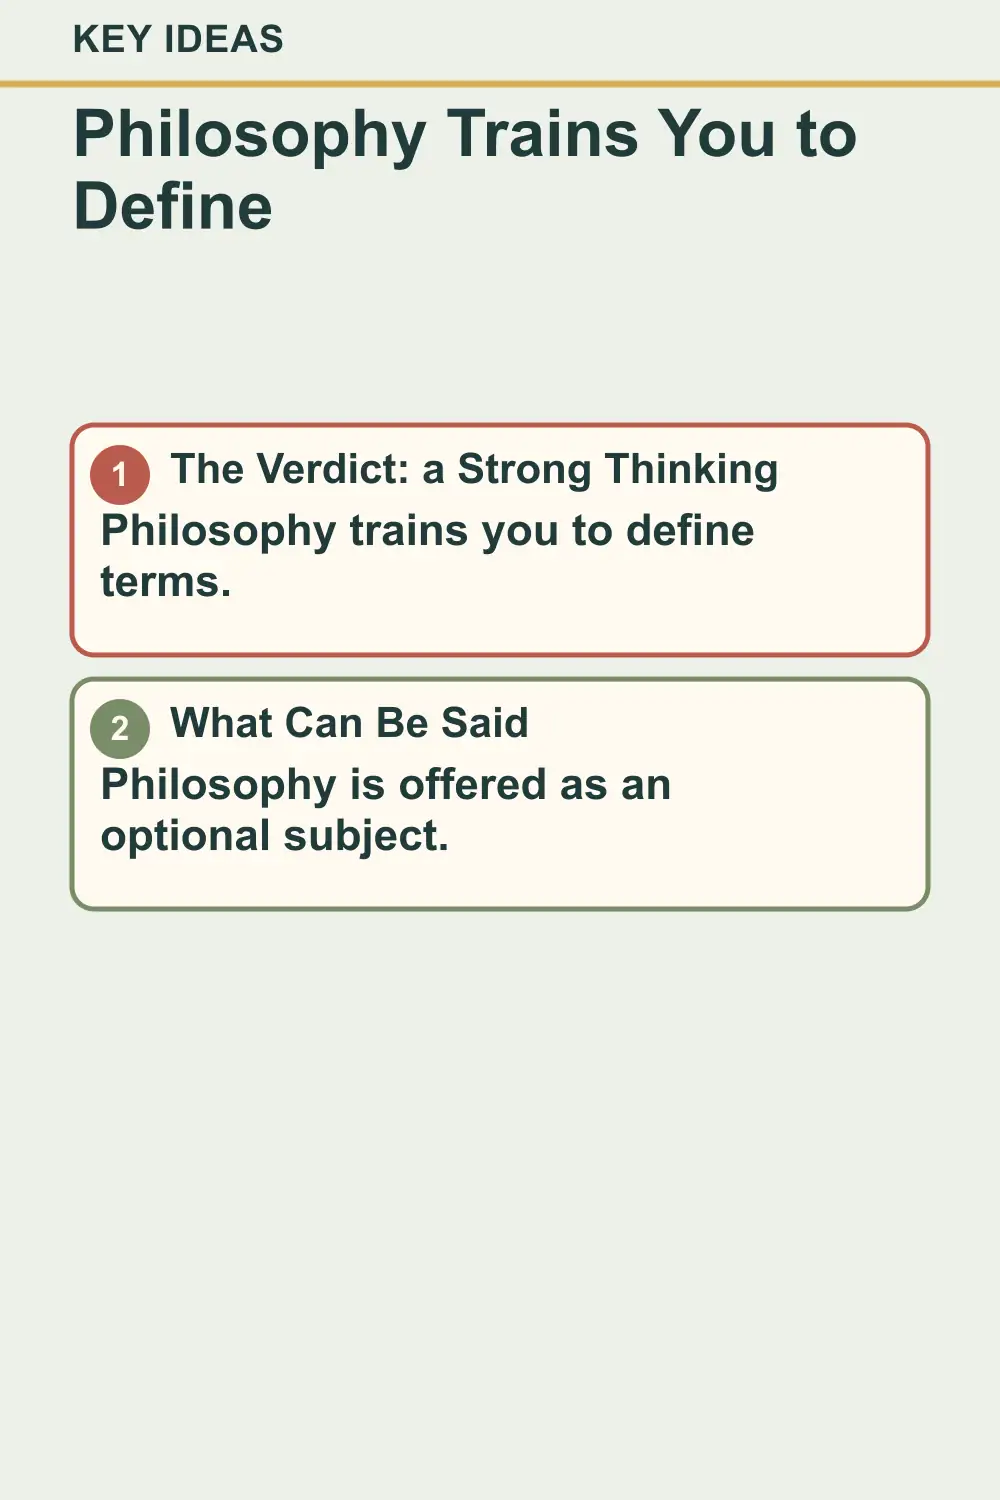 KEY IDEAS
Philosophy Trains You to
Define
1 The Verdict: a Strong Thinking
Philosophy trains you to define
terms.
2 What Can Be Said
Philosophy is offered as an
optional subject.